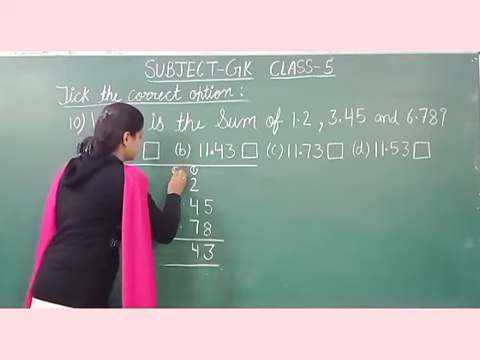 SUBJECT-GK CLASS-5
Tick the correct option:
10) is the Sum of 1.2, 3.45 and 6.78?
(b) 11.43 (c) 11.73 (d) 11.53
2
45
78
43